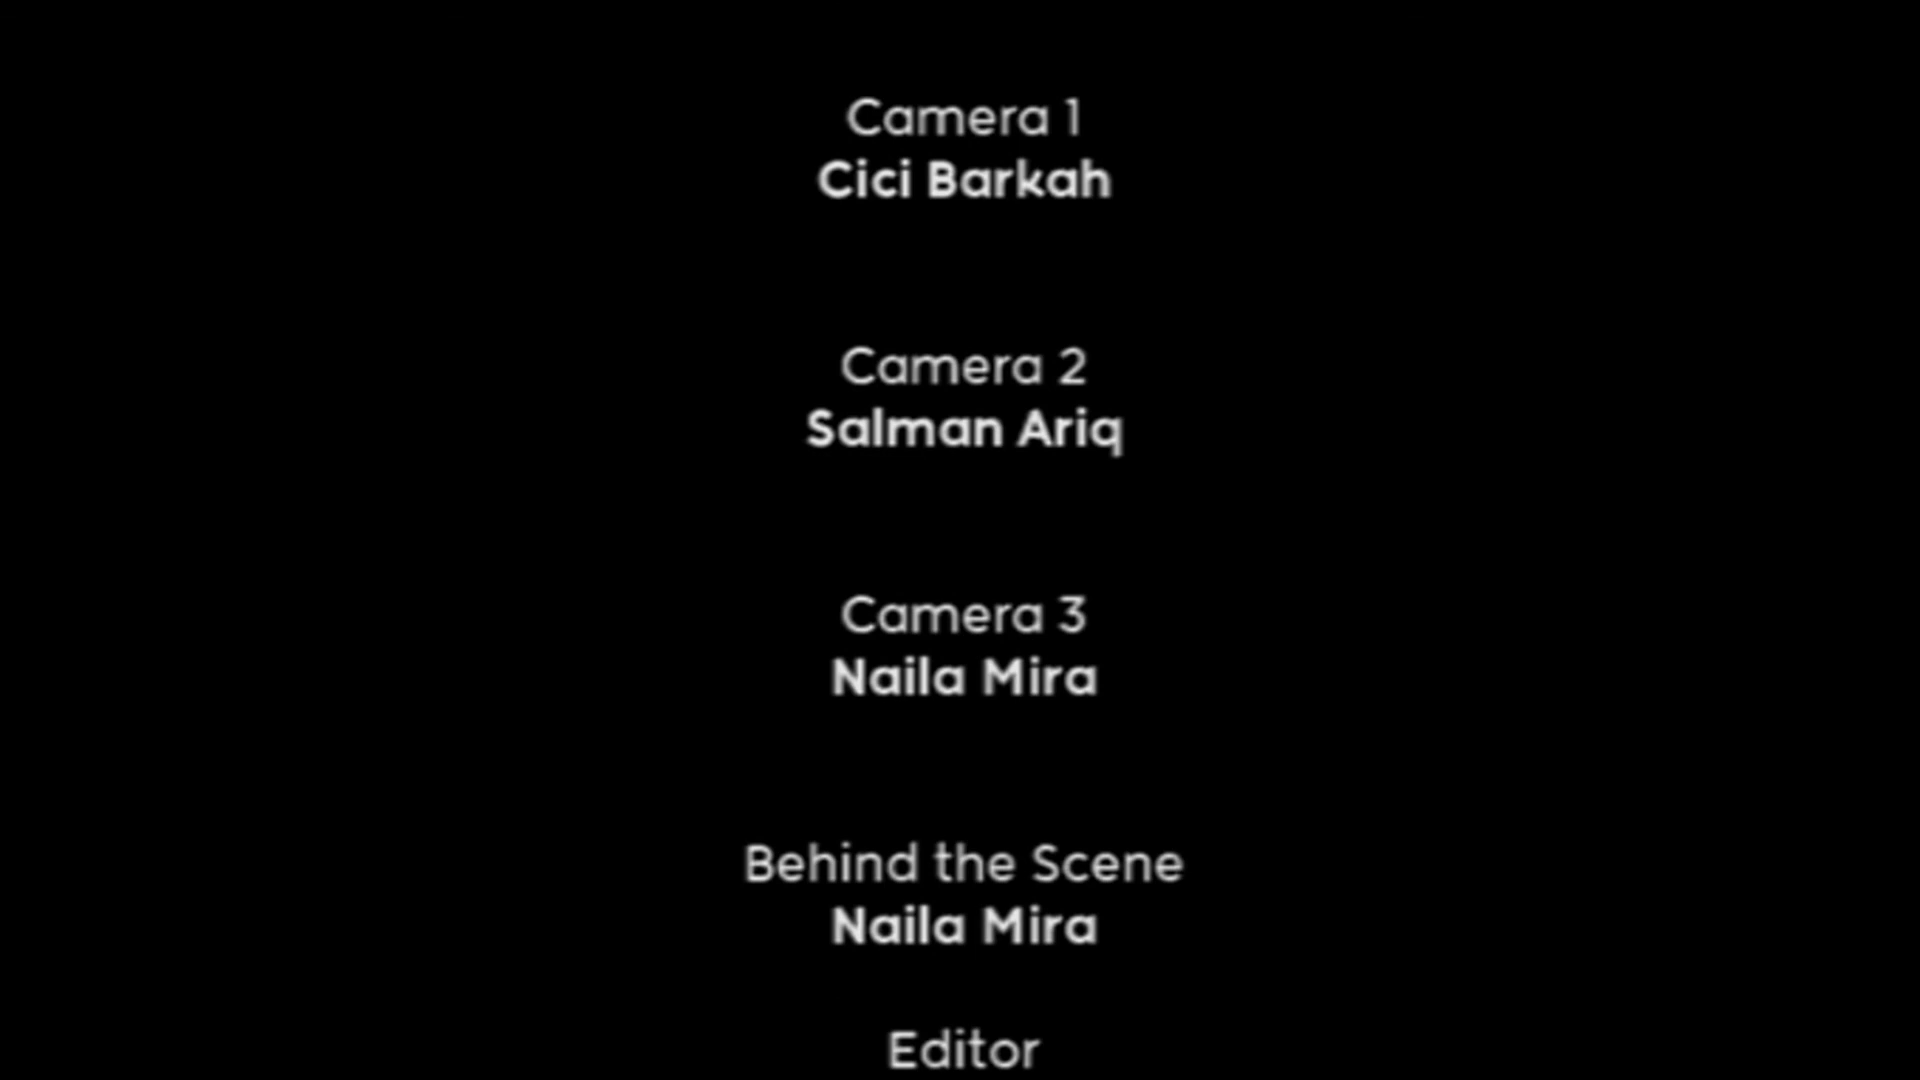 Camera 1
Cici Barkah
Camera 2
Salman Ariq
Camera 3
Naila Mira
Behind the Scene
Naila Mira
Editor